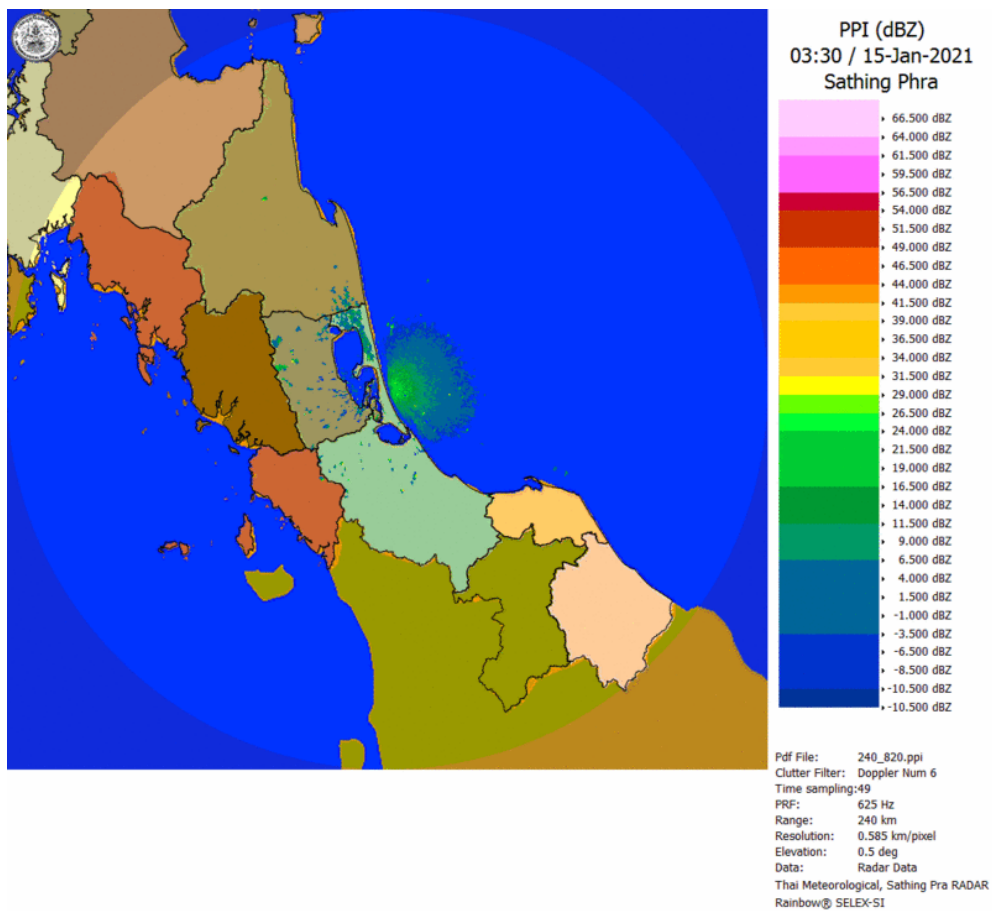 PPI (dBZ)
03:30 / 15-Jan-2021
Sathing Phra
66.500 dBZ
64.000 dBZ
61.500 dBZ
59.500 dBZ
56.500 dBZ
54.000 dBZ
51.500 dBZ
49.000 dBZ
46.500 dBZ
44.000 dBZ
41.500 dBZ
39.000 dBZ
36.500 dBZ
34.000 dBZ
31.500 dBZ
29.000 dBZ
26.500 dBZ
24.000 dBZ
21.500 dBZ
19.000 dBZ
16.500 dBZ
14.000 dBZ
11.500 dBZ
9.000 dBZ
6.500 dBZ
4.000 dBZ
1.500 dBZ
-1.000 dBZ
-3.500 dBZ
-6.500 dBZ
-8.500 dBZ
-10.500 dBZ
-10.500 dBZ
Pdf File: 240_820.ppi
Clutter Filter: Doppler Num 6
Time sampling:49
PRF: 625 Hz
Range: 240 km
Resolution: 0.585 km/pixel
Elevation: 0.5 deg
Data: Radar Data
Thai Meteorological, Sathing Pra RADAR
Rainbow® SELEX-SI